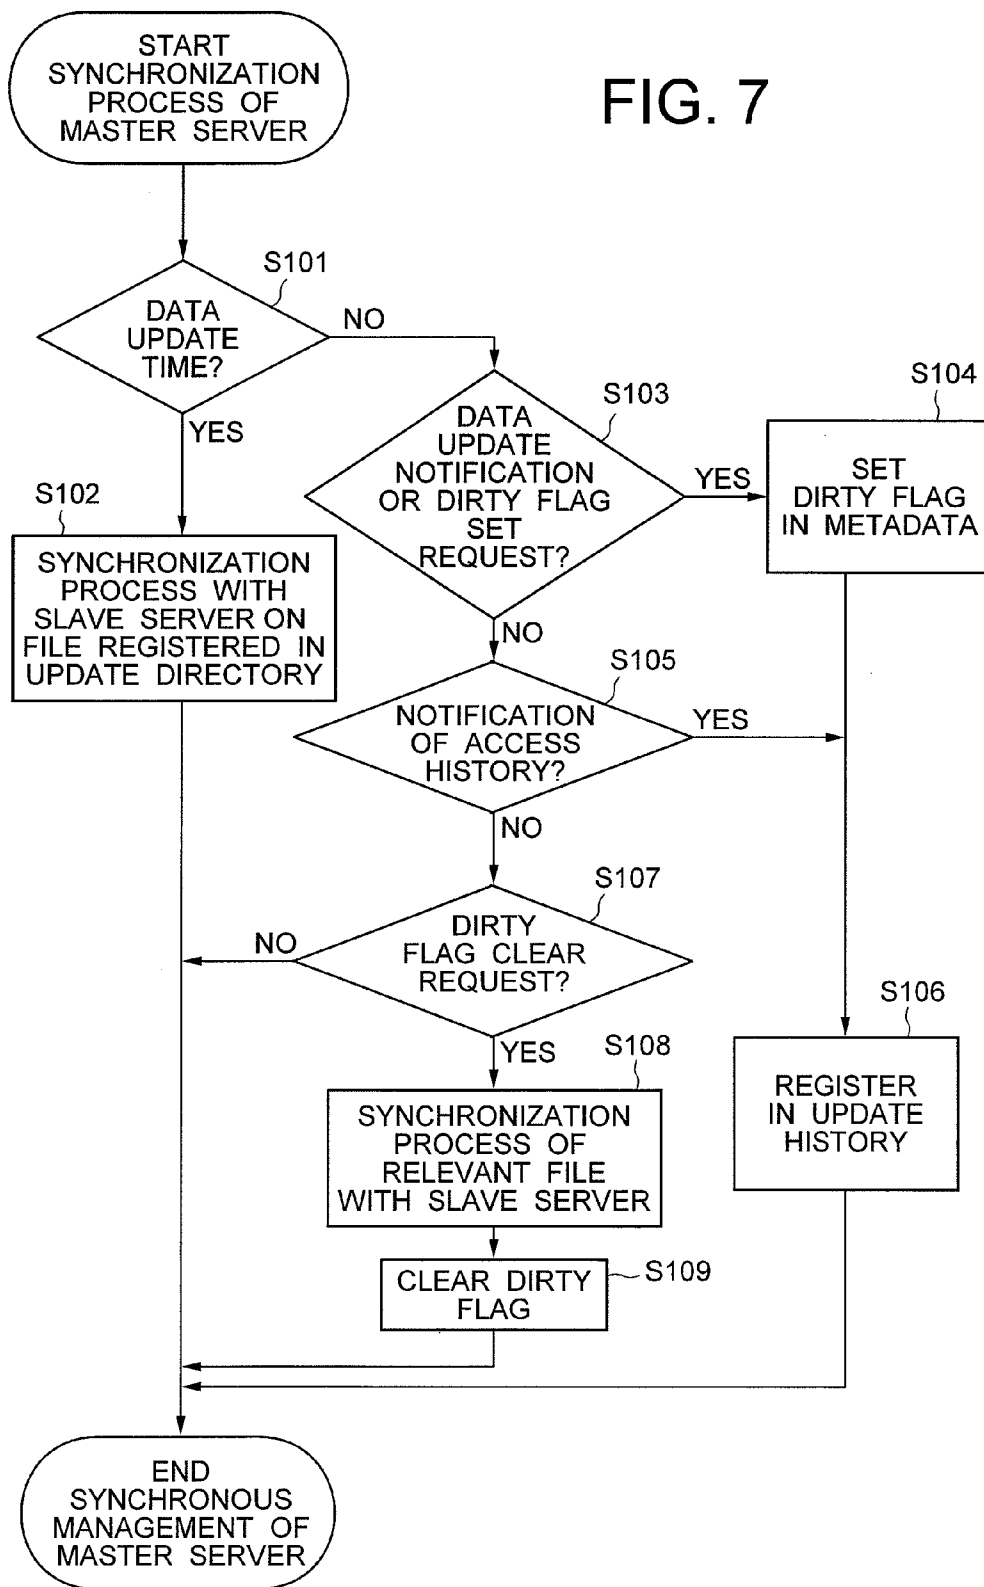 START
SYNCHRONIZATION
PROCESS OF
MASTER SERVER
FIG. 7
S101
DATA
UPDATE
TIME?
NO
YES
S102
SYNCHRONIZATION
PROCESS WITH
SLAVE SERVER ON
FILE REGISTERED IN
UPDATE DIRECTORY
S103
DATA
UPDATE
NOTIFICATION
OR DIRTY FLAG
SET
REQUEST?
YES
NO
S104
SET
DIRTY FLAG
IN METADATA
S105
NOTIFICATION
OF ACCESS
HISTORY?
YES
NO
S107
DIRTY
FLAG CLEAR
REQUEST?
NO
YES
S106
REGISTER
IN UPDATE
HISTORY
S108
SYNCHRONIZATION
PROCESS OF
RELEVANT FILE
WITH SLAVE SERVER
S109
CLEAR DIRTY
FLAG
END
SYNCHRONOUS
MANAGEMENT OF
MASTER SERVER